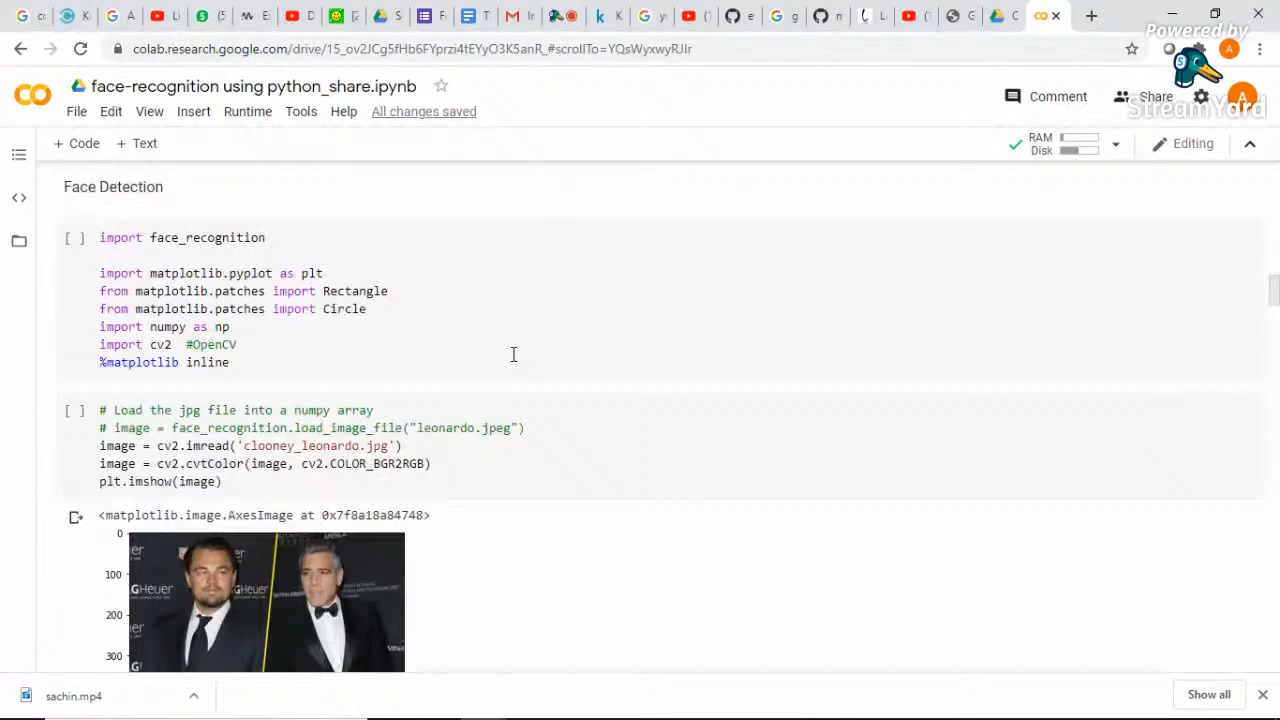 Powered by
StreamYard
colab.research.google.com/drive/15_ov2JCg5fHb6FYprzi4tEYyO3K5anR_#scrollTo=YQsWyxwyRJIr
A
face-recognition using python_share.ipynb
Comment
Share
A
File Edit View Insert Runtime Tools Help All changes saved
+ Code + Text
RAM
Disk
Editing
Face Detection
[ ] import face_recognition
import matplotlib.pyplot as plt
from matplotlib.patches import Rectangle
from matplotlib.patches import Circle
import numpy as np
import cv2 #OpenCV
%matplotlib inline
[ ] # Load the jpg file into a numpy array
# image = face_recognition.load_image_file("leonardo.jpeg")
image = cv2.imread('clooney_leonardo.jpg')
image = cv2.cvtColor(image, cv2.COLOR_BGR2RGB)
plt.imshow(image)
<matplotlib.image.AxesImage at 0x7f8a18a84748>
0
100
200
300
sachin.mp4
Show all